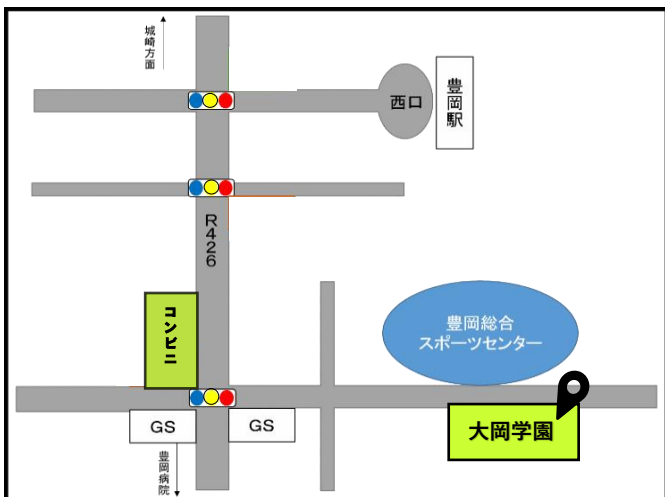 城崎方面
西口
豊岡駅
R426
コンビニ
豊岡総合
スポーツセンター
GS
GS
大岡学園
豊岡病院